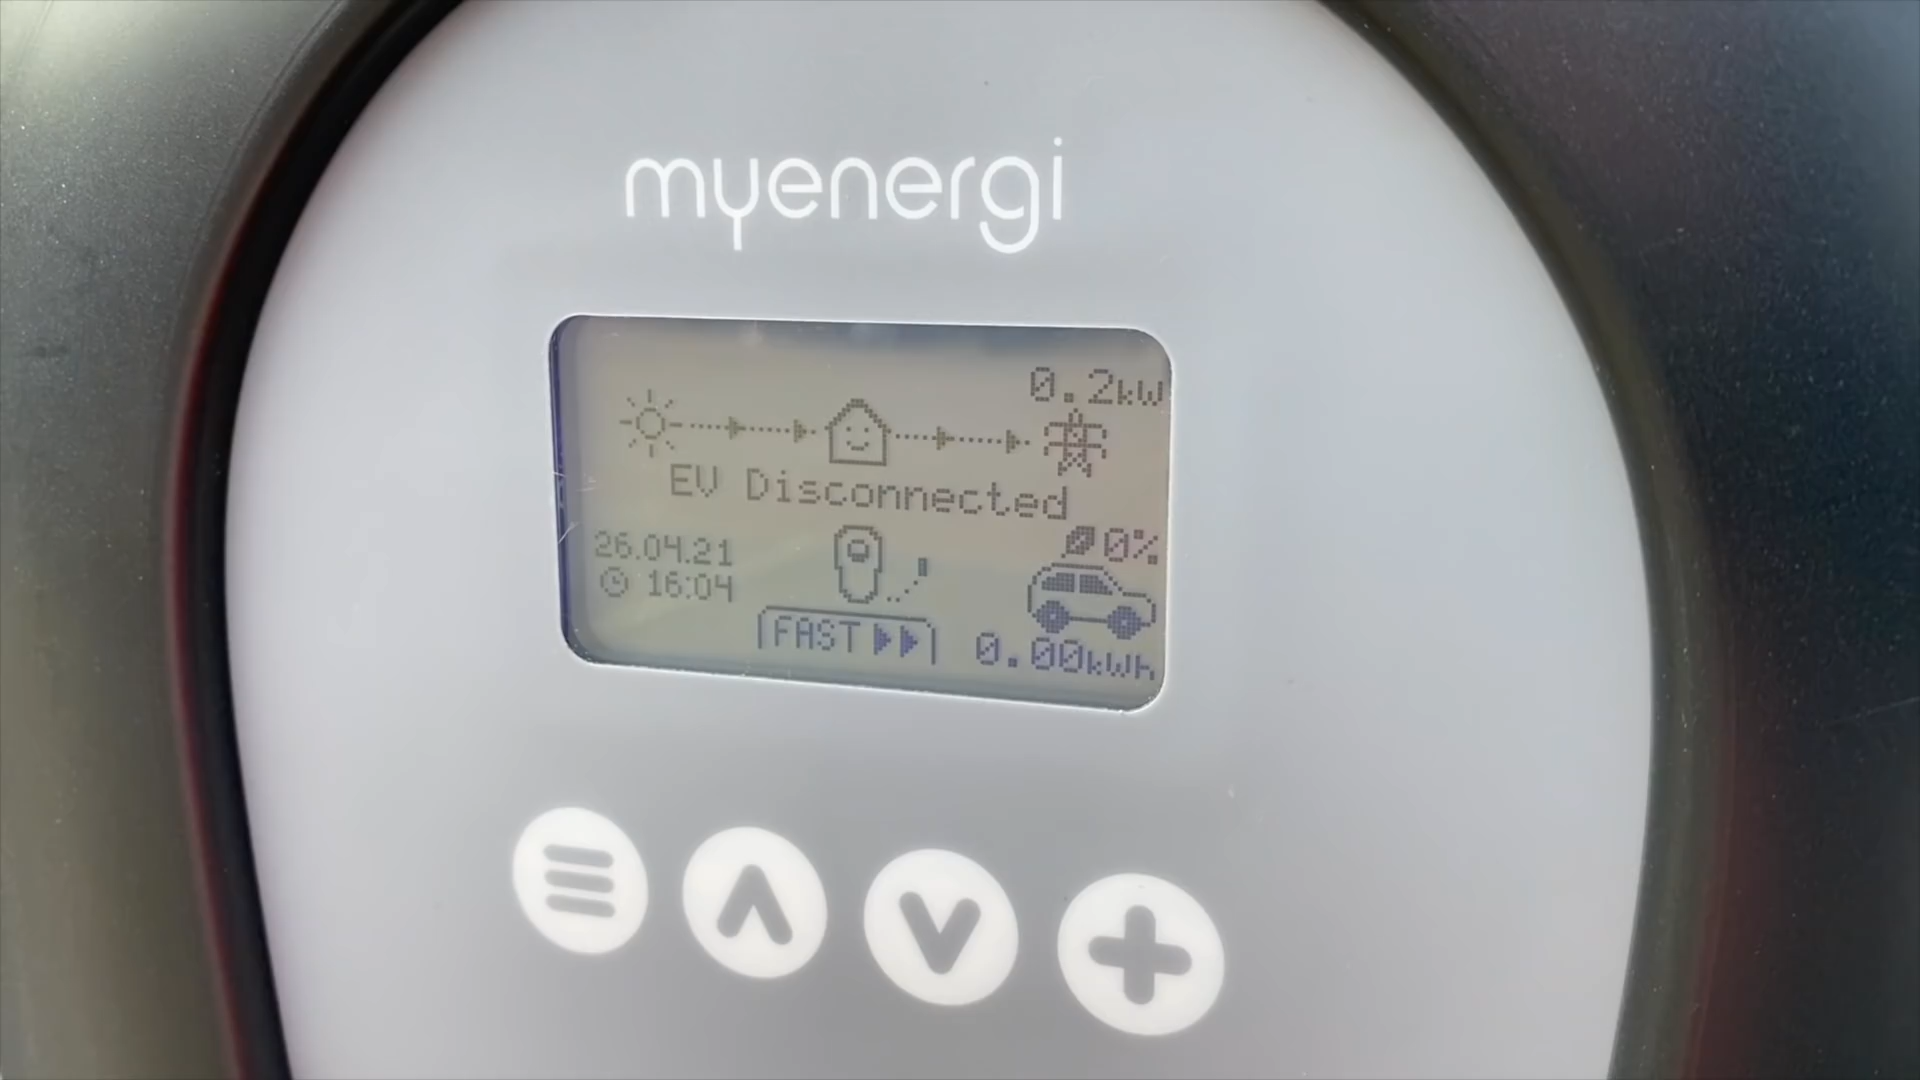 myenergi
0.2kW
EV Disconnected
0%
26.04.21
16:04
FAST
0.00kWh